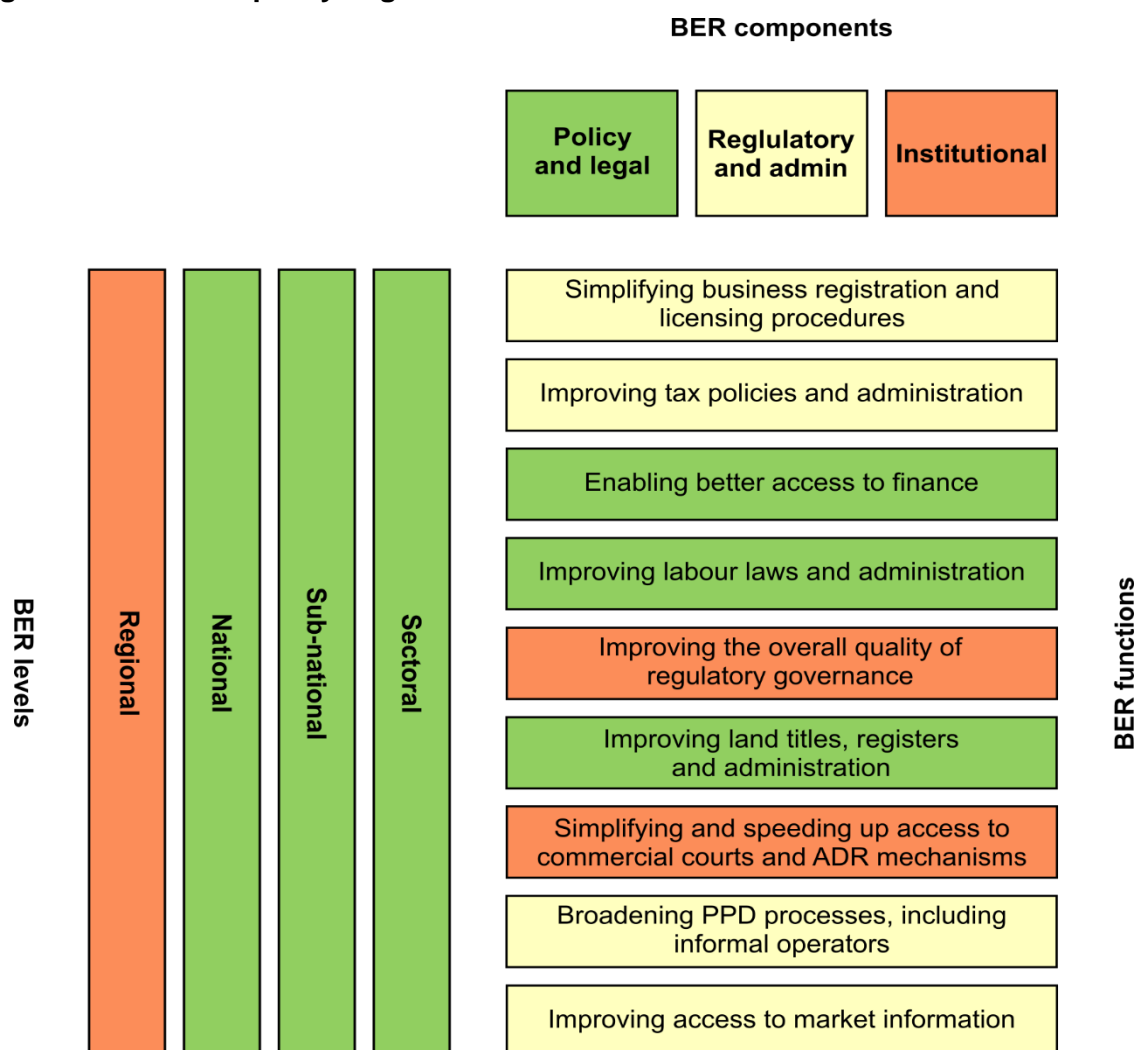 BER components
Policy
and legal
Reglulatory
and admin
Institutional
Simplifying business registration and
licensing procedures
Improving tax policies and administration
Enabling better access to finance
Improving labour laws and administration
Improving the overall quality of
regulatory governance
Improving land titles, registers
and administration
Simplifying and speeding up access to
commercial courts and ADR mechanisms
Broadening PPD processes, including
informal operators
Improving access to market information
BER levels
Regional
National
Sub-national
Sectoral
BER functions